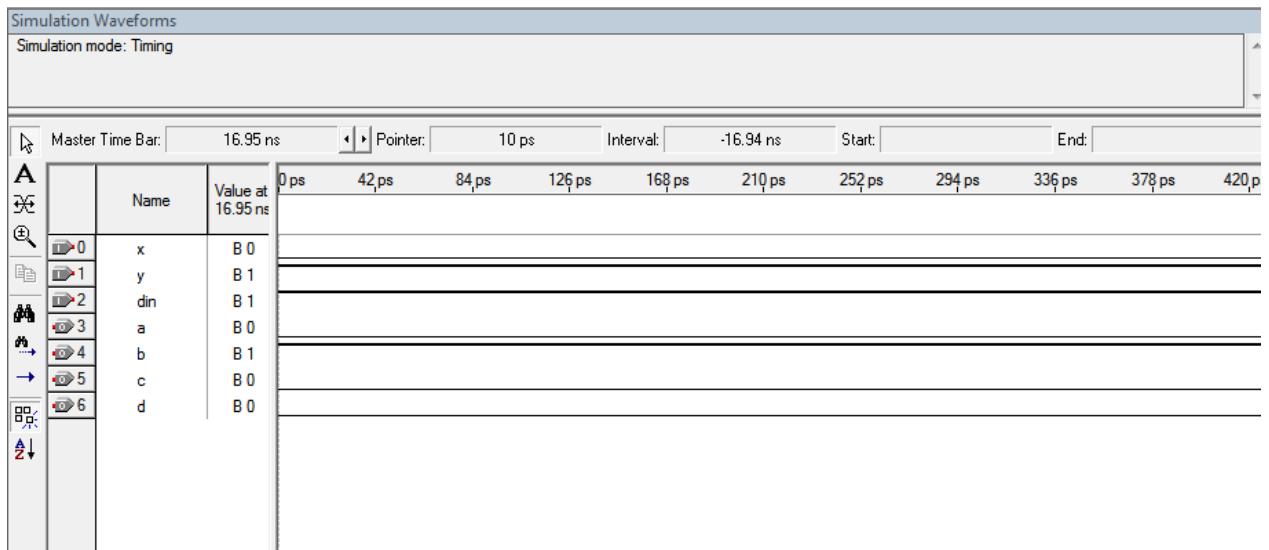 Simulation Waveforms
Simulation mode: Timing
Master Time Bar: 16.95 ns Pointer: 10 ps Interval: -16.94 ns Start: End:
A
Name Value at 16.95 ns
0 ps 42 ps 84 ps 126 ps 168 ps 210 ps 252 ps 294 ps 336 ps 378 ps 420 p
0 x B 0
1 y B 1
2 din B 1
3 a B 0
4 b B 1
5 c B 0
6 d B 0
A
Z